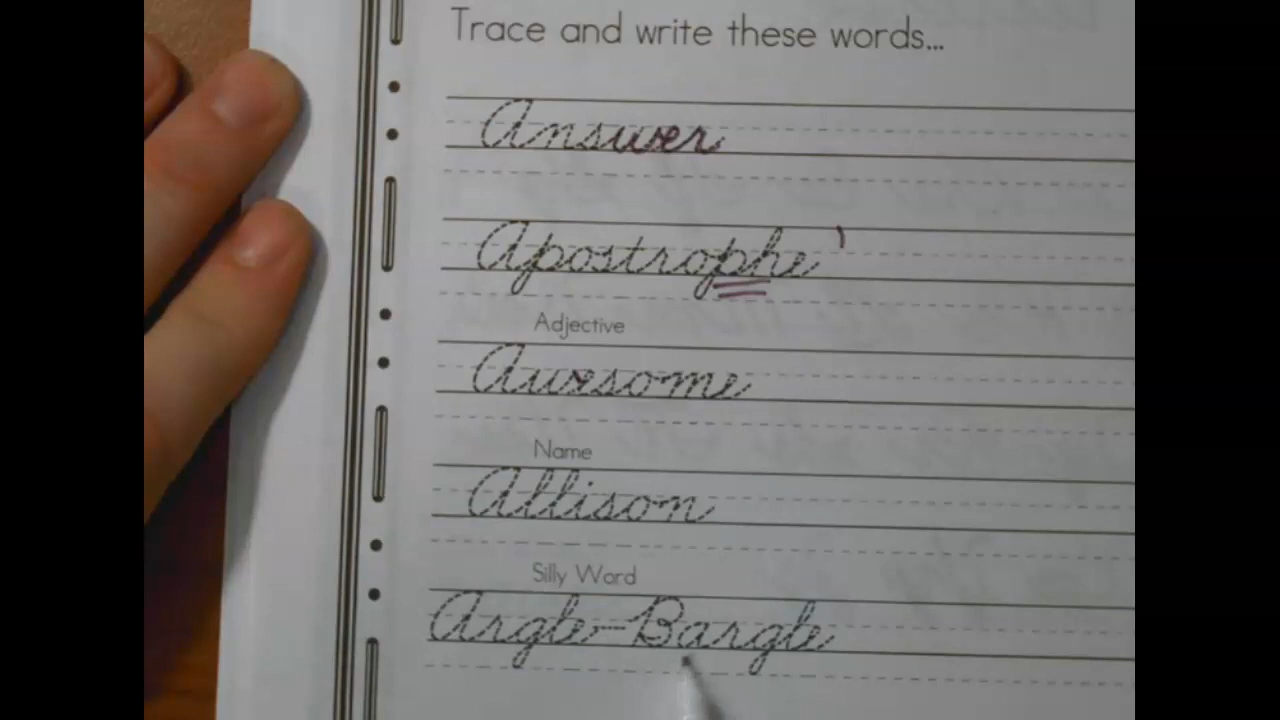 Trace and write these words...
Answer
Apostrophe '
Adjective
Awesome
Name
Allison
Silly Word
Argle-Bargle